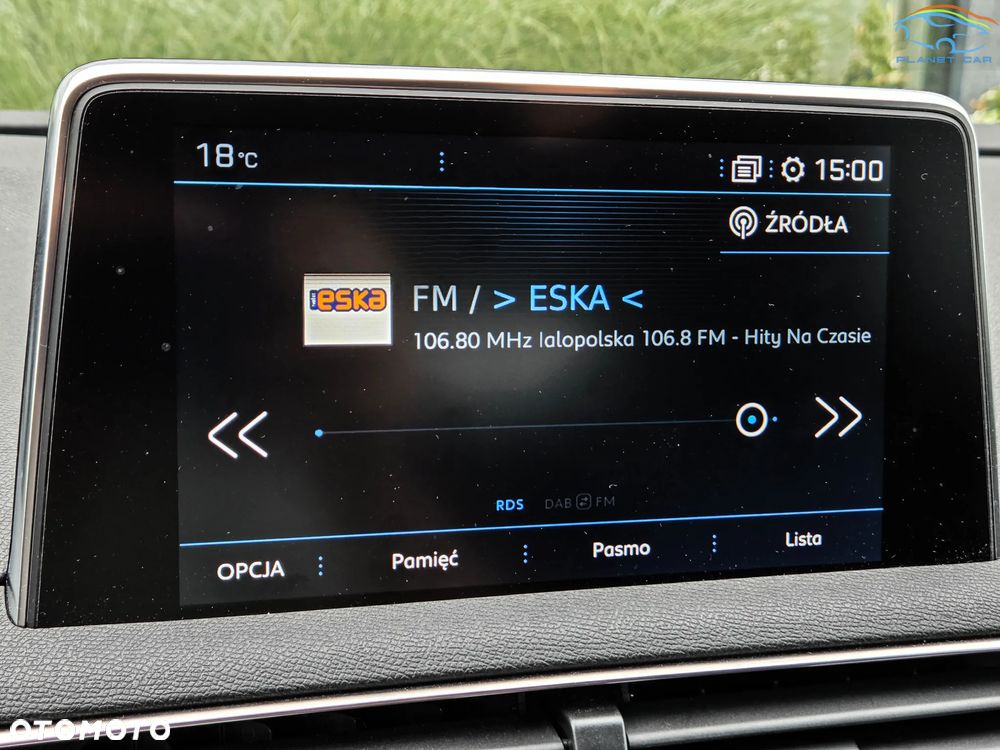 PLANET CAR
18°C
15:00
ŹRÓDŁA
eska
FM / > ESKA <
106.80 MHz lalopolska 106.8 FM - Hity Na Czasie
RDS DAB FM
OPCJA Pamięć Pasmo Lista
OTOMOTO